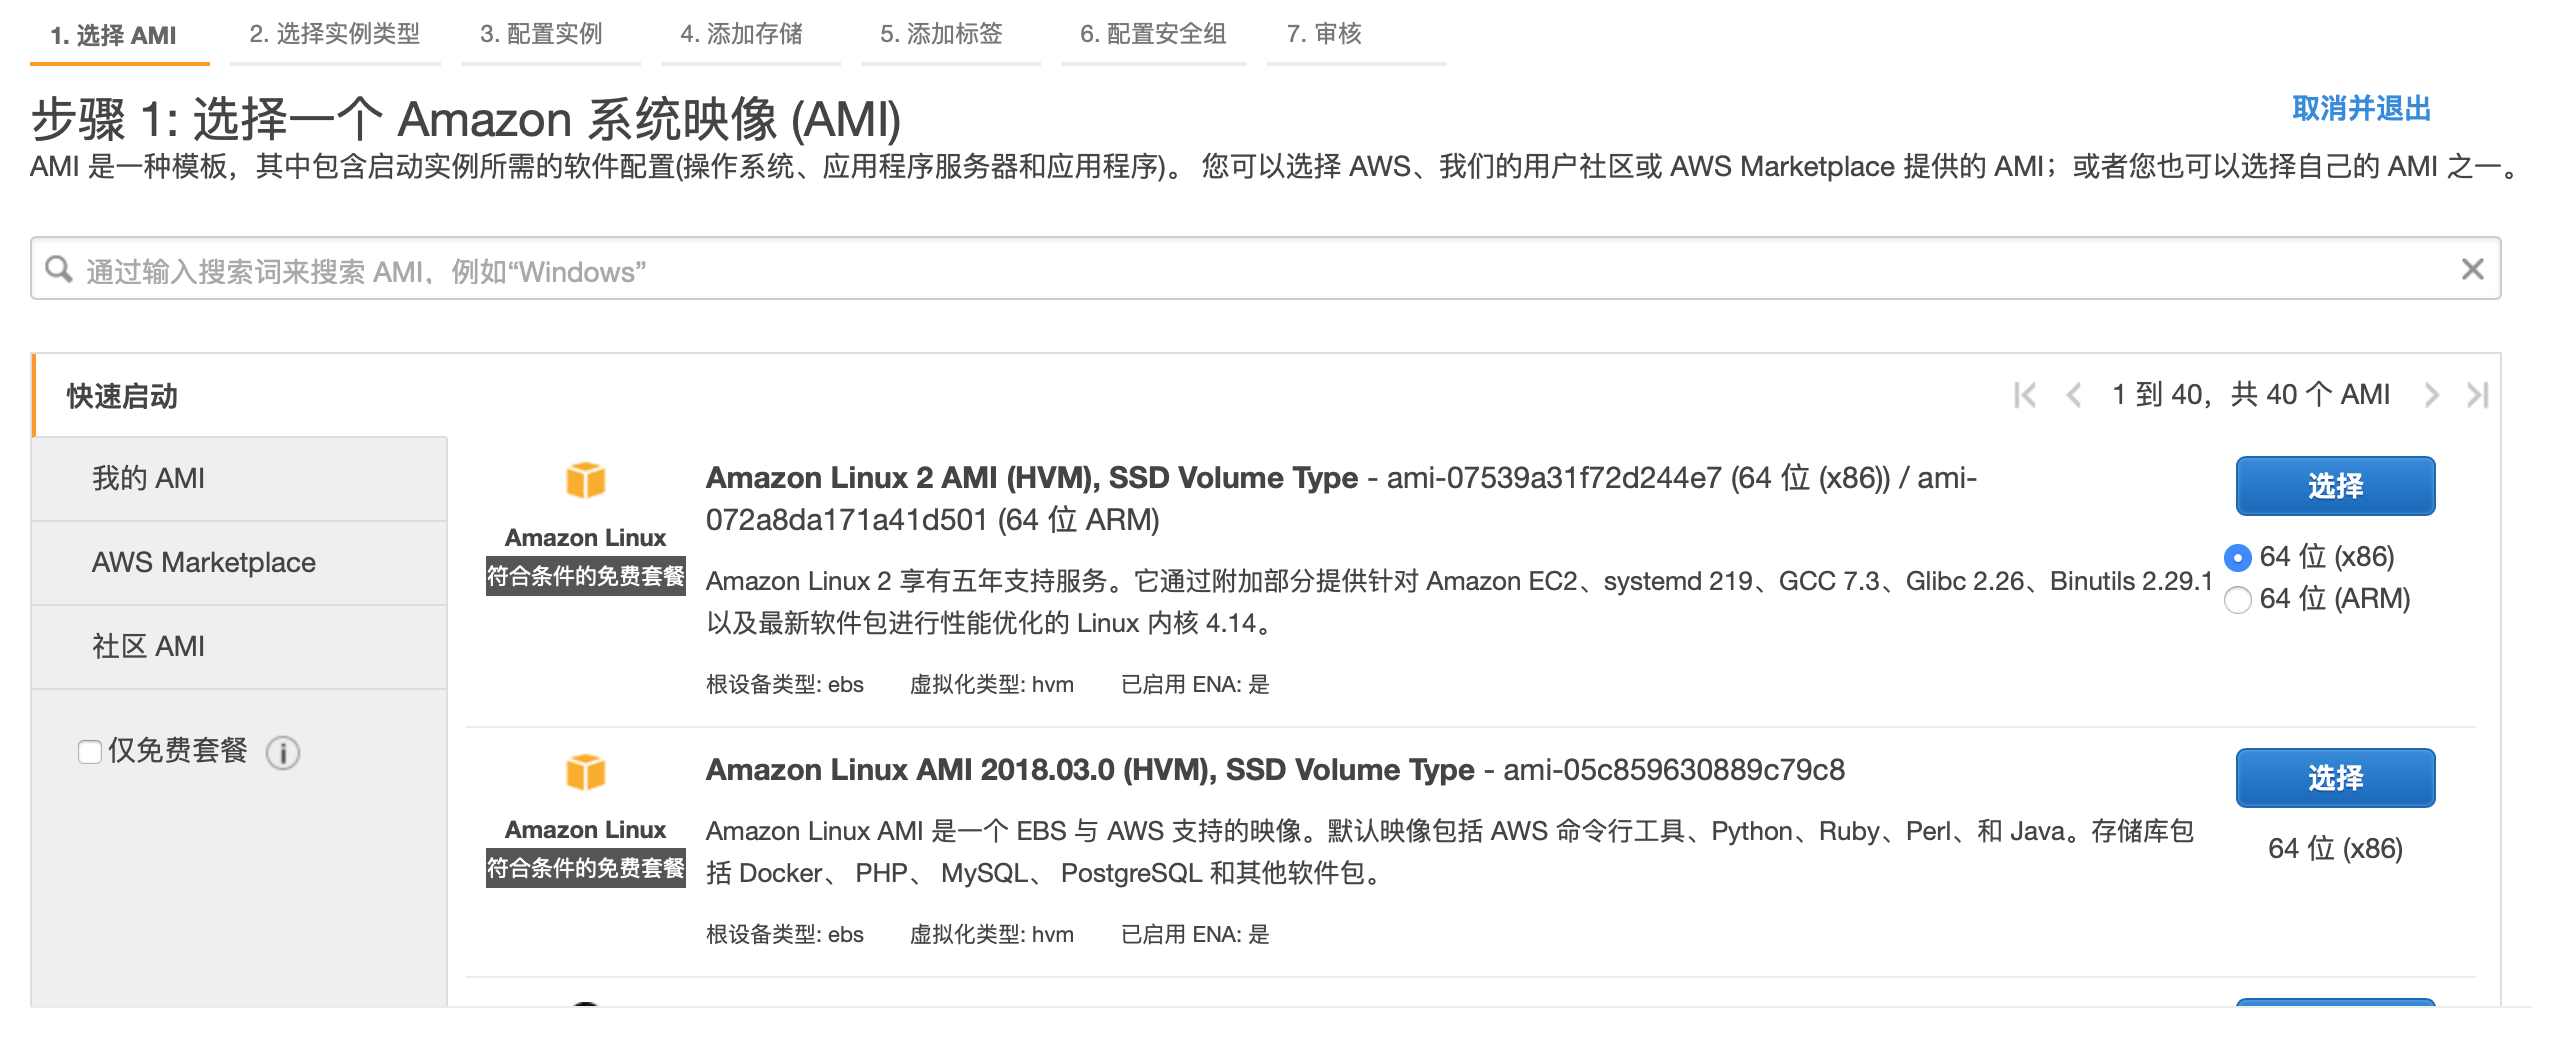 1. 选择 AMI
2. 选择实例类型
3. 配置实例
4. 添加存储
5. 添加标签
6. 配置安全组
7. 审核
步骤 1: 选择一个 Amazon 系统映像 (AMI)
取消并退出
AMI 是一种模板，其中包含启动实例所需的软件配置(操作系统、应用程序服务器和应用程序)。 您可以选择 AWS、我们的用户社区或 AWS Marketplace 提供的 AMI；或者您也可以选择自己的 AMI 之一。
通过输入搜索词来搜索 AMI，例如“Windows”
快速启动
1 到 40，共 40 个 AMI
我的 AMI
AWS Marketplace
社区 AMI
仅免费套餐
Amazon Linux
符合条件的免费套餐
Amazon Linux 2 AMI (HVM), SSD Volume Type - ami-07539a31f72d244e7 (64 位 (x86)) / ami-
072a8da171a41d501 (64 位 ARM)
Amazon Linux 2 享有五年支持服务。它通过附加部分提供针对 Amazon EC2、systemd 219、GCC 7.3、Glibc 2.26、Binutils 2.29.1
以及最新软件包进行性能优化的 Linux 内核 4.14。
根设备类型: ebs 虚拟化类型: hvm 已启用 ENA: 是
选择
64 位 (x86)
64 位 (ARM)
Amazon Linux
符合条件的免费套餐
Amazon Linux AMI 2018.03.0 (HVM), SSD Volume Type - ami-05c859630889c79c8
Amazon Linux AMI 是一个 EBS 与 AWS 支持的映像。默认映像包括 AWS 命令行工具、Python、Ruby、Perl、和 Java。存储库包
括 Docker、 PHP、 MySQL、 PostgreSQL 和其他软件包。
根设备类型: ebs 虚拟化类型: hvm 已启用 ENA: 是
选择
64 位 (x86)